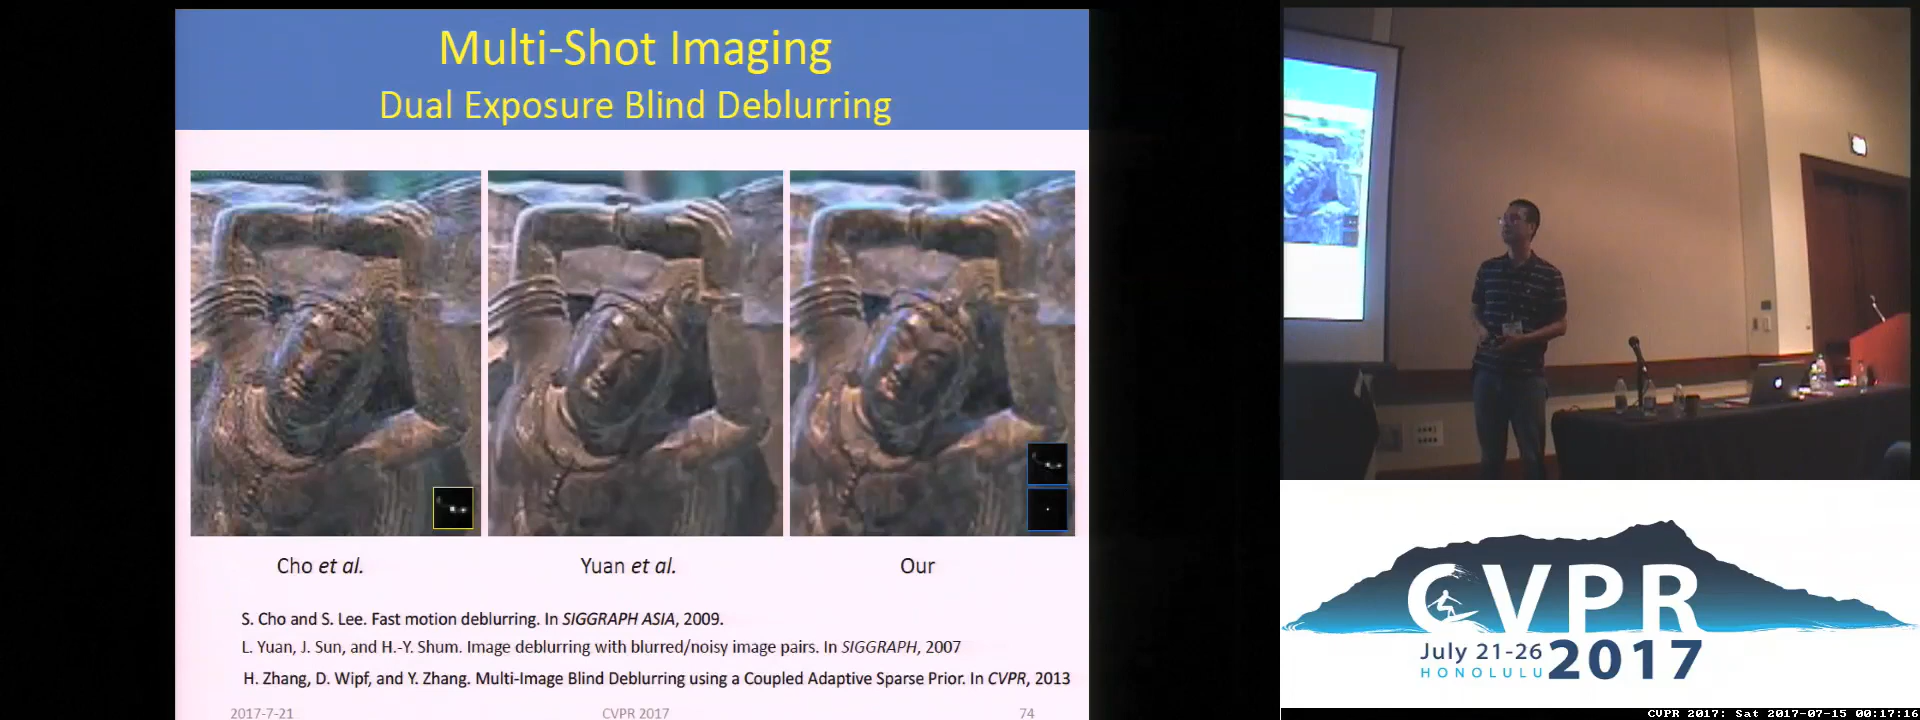 Multi-Shot Imaging
Dual Exposure Blind Deblurring
Cho et al.
Yuan et al.
Our
S. Cho and S. Lee. Fast motion deblurring. In SIGGRAPH ASIA, 2009.
L. Yuan, J. Sun, and H.-Y. Shum. Image deblurring with blurred/noisy image pairs. In SIGGRAPH, 2007
H. Zhang, D. Wipf, and Y. Zhang. Multi-Image Blind Deblurring using a Coupled Adaptive Sparse Prior. In CVPR, 2013
2017-7-21
CVPR 2017
74
CVPR
July 21-26
HONOLULU
2017
CVPR 2017: Sat 2017-07-15 00:17:16